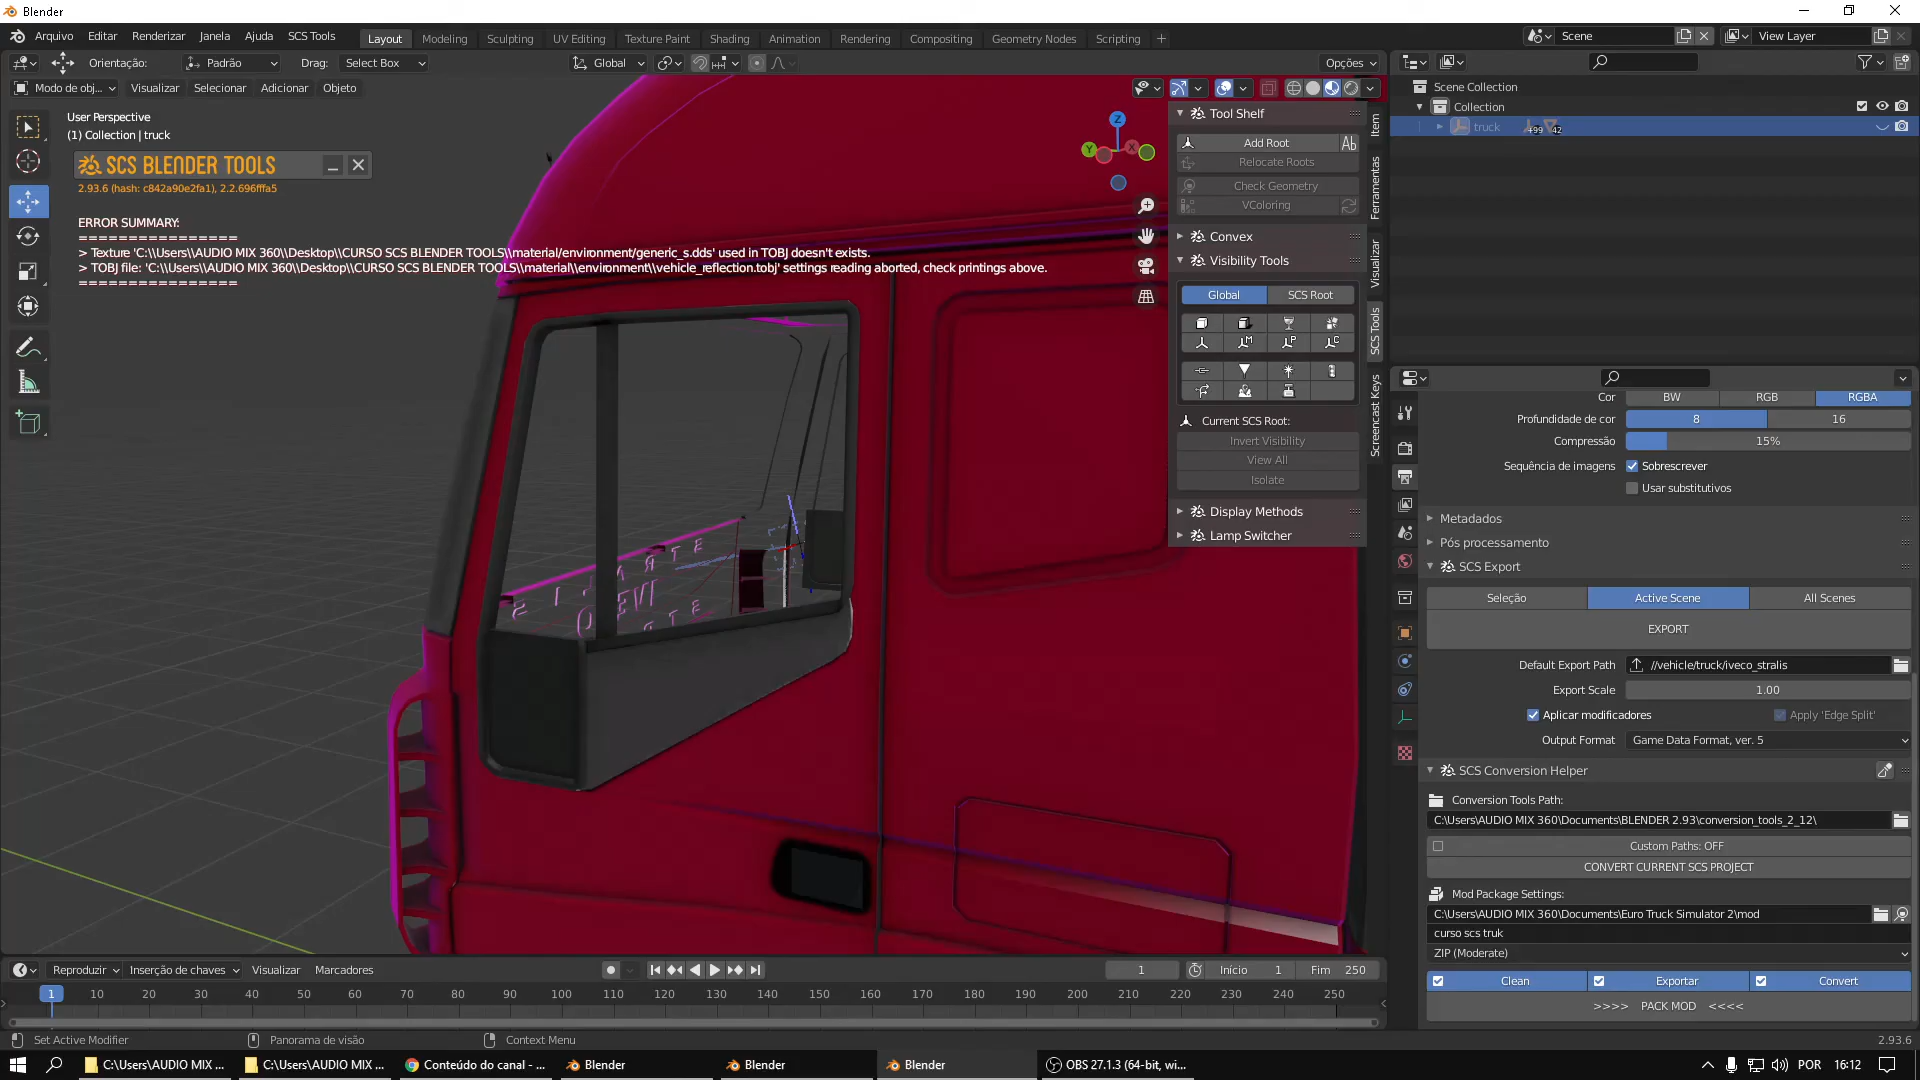 Blender
Arquivo Editar Renderizar Janela Ajuda SCS Tools Layout Modeling Sculpting UV Editing Texture Paint Shading Animation Rendering Compositing Geometry Nodes Scripting + Scene View Layer
Orientação: Padrão Drag: Select Box Global Opções
Modo de obj... Visualizar Selecionar Adicionar Objeto
User Perspective
(1) Collection | truck
SCS BLENDER TOOLS
2.93.6 (hash: c842a90e2fa1), 2.2.696fffa5
ERROR SUMMARY:
================
> Texture 'C:\\Users\\AUDIO MIX 360\\Desktop\\CURSO SCS BLENDER TOOLS\\material/environment/generic_s.dds' used in TOBJ doesn't exists.
> TOBJ file: 'C:\\Users\\AUDIO MIX 360\\Desktop\\CURSO SCS BLENDER TOOLS\\material\\environment\\vehicle_reflection.tobj' settings reading aborted, check printings above.
================
Z
Y
X
Tool Shelf
Add Root
Relocate Roots
Check Geometry
VColoring
Convex
Visibility Tools
Global SCS Root
Current SCS Root:
Invert Visibility
View All
Isolate
Display Methods
Lamp Switcher
Item
Ferramentas
Visualizar
SCS Tools
Screencast Keys
Scene Collection
Collection
truck +99 42
Cor BW RGB RGBA
Profundidade de cor 8 16
Compressão 15%
Sequência de imagens Sobrescrever
Usar substitutivos
Metadados
Pós processamento
SCS Export
Seleção Active Scene All Scenes
EXPORT
Default Export Path //vehicle/truck/iveco_stralis
Export Scale 1.00
Aplicar modificadores Apply 'Edge Split'
Output Format Game Data Format, ver. 5
SCS Conversion Helper
Conversion Tools Path:
C:\Users\AUDIO MIX 360\Documents\BLENDER 2.93\conversion_tools_2_12\
Custom Paths: OFF
CONVERT CURRENT SCS PROJECT
Mod Package Settings:
C:\Users\AUDIO MIX 360\Documents\Euro Truck Simulator 2\mod
curso scs truk
ZIP (Moderate)
Clean Exportar Convert
>>>> PACK MOD <<<<
Reproduzir Inserção de chaves Visualizar Marcadores 1 Início 1 Fim 250
1 10 20 30 40 50 60 70 80 90 100 110 120 130 140 150 160 170 180 190 200 210 220 230 240 250
Set Active Modifier Panorama de visão Context Menu 2.93.6
C:\Users\AUDIO MIX ... C:\Users\AUDIO MIX ... Conteúdo do canal - ... Blender Blender Blender OBS 27.1.3 (64-bit, wi... POR 16:12